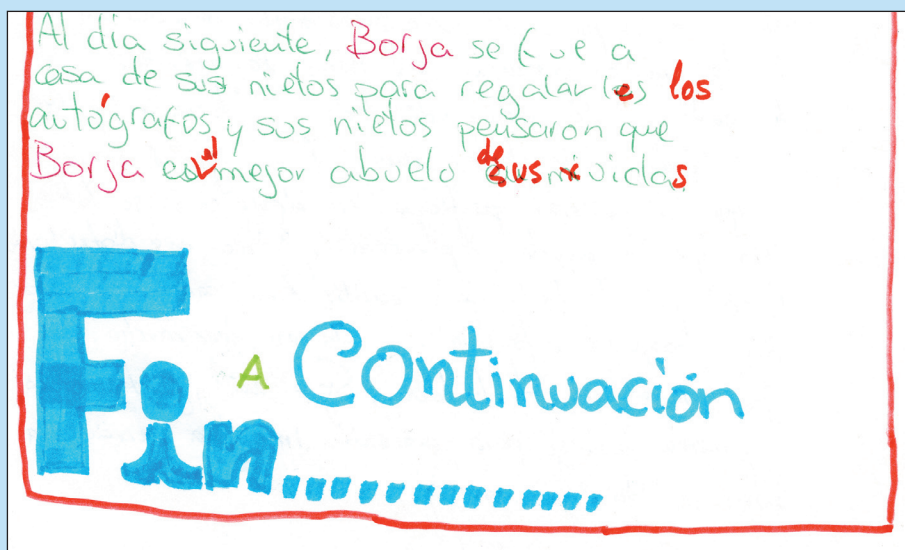 Al día siguiente, Borja se fue a
casa de sus nietos para regalarles los
autógrafos y sus nietos pensaron que
Borja es el mejor abuelo de sus vidas
A Continuación
Fin.............